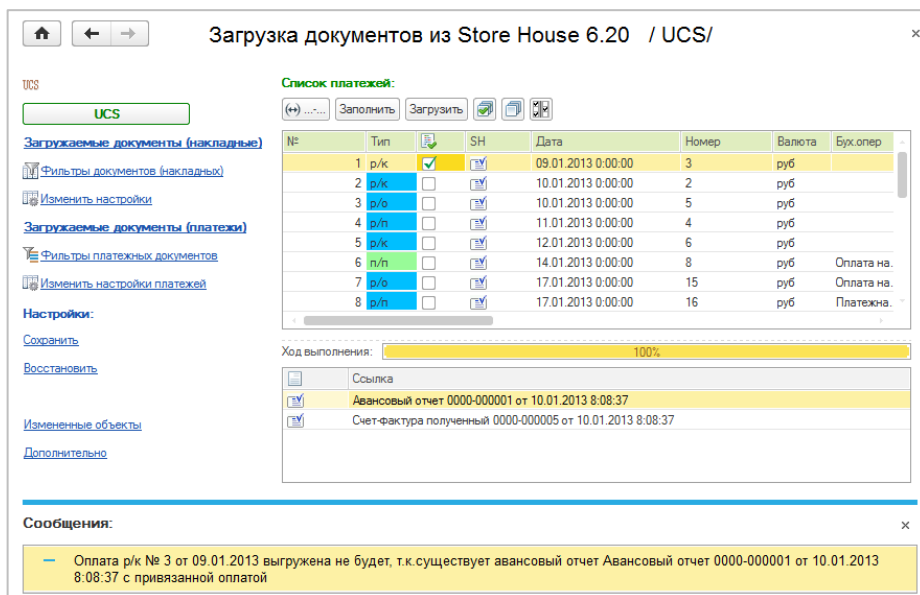 Загрузка документов из Store House 6.20 / UCS/
UCS
UCS
Загружаемые документы (накладные)
Фильтры документов (накладных)
Изменить настройки
Загружаемые документы (платежи)
Фильтры платежных документов
Изменить настройки платежей
Настройки:
Сохранить
Восстановить
Измененные объекты
Дополнительно
Список платежей:
(↔) ...-... Заполнить Загрузить
№ Тип SH Дата Номер Валюта Бух.опер
1 р/к 09.01.2013 0:00:00 3 руб
2 р/к 10.01.2013 0:00:00 2 руб
3 р/о 10.01.2013 0:00:00 5 руб
4 р/п 11.01.2013 0:00:00 4 руб
5 р/к 12.01.2013 0:00:00 6 руб
6 п/п 14.01.2013 0:00:00 8 руб Оплата на.
7 р/о 17.01.2013 0:00:00 15 руб Оплата на.
8 р/п 17.01.2013 0:00:00 16 руб Платежна.
Ход выполнения: 100%
Ссылка
Авансовый отчет 0000-000001 от 10.01.2013 8:08:37
Счет-фактура полученный 0000-000005 от 10.01.2013 8:08:37
Сообщения:
Оплата р/к № 3 от 09.01.2013 выгружена не будет, т.к.существует авансовый отчет Авансовый отчет 0000-000001 от 10.01.2013
8:08:37 с привязанной оплатой